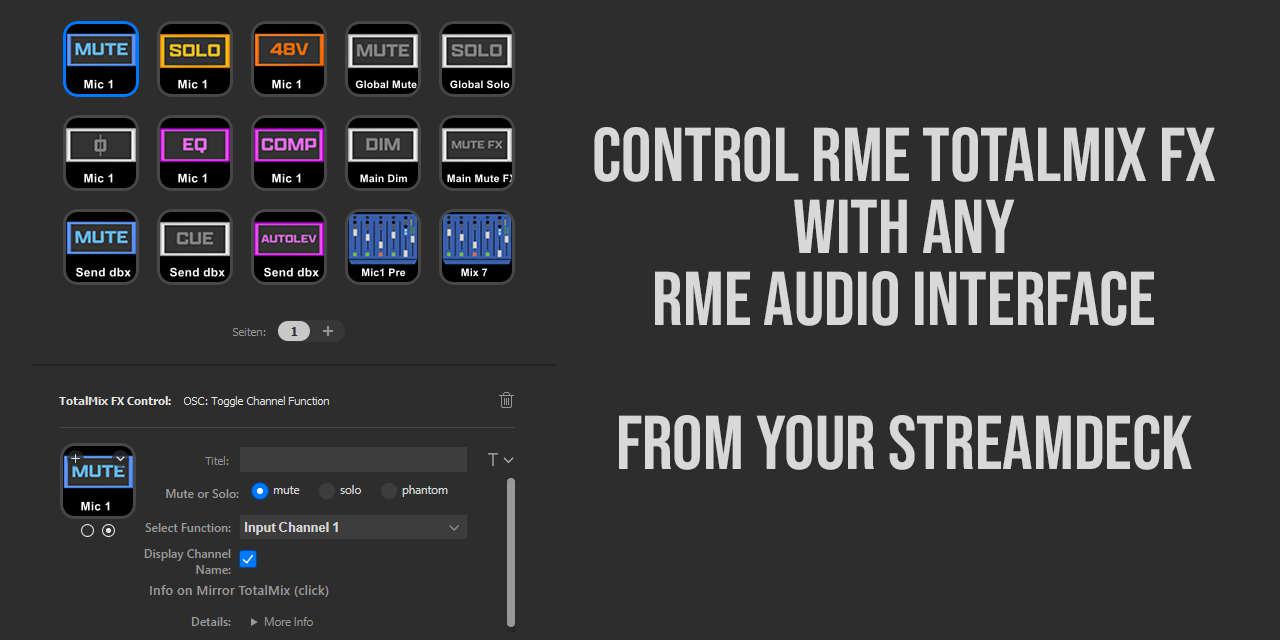 MUTE SOLO 48V MUTE SOLO
Mic 1 Mic 1 Mic 1 Global Mute Global Solo
ф EQ COMP DIM MUTE FX
Mic 1 Mic 1 Mic 1 Main Dim Main Mute FX
MUTE CUE AUTOLEV
Send dbx Send dbx Send dbx Mic1 Pre Mix 7
Seiten: 1 +
TotalMix FX Control: OSC: Toggle Channel Function
MUTE
Mic 1
Titel: T
Mute or Solo: mute solo phantom
Select Function: Input Channel 1
Display Channel
Name:
Info on Mirror TotalMix (click)
Details: More Info
CONTROL RME TOTALMIX FX
WITH ANY
RME AUDIO INTERFACE
FROM YOUR STREAMDECK